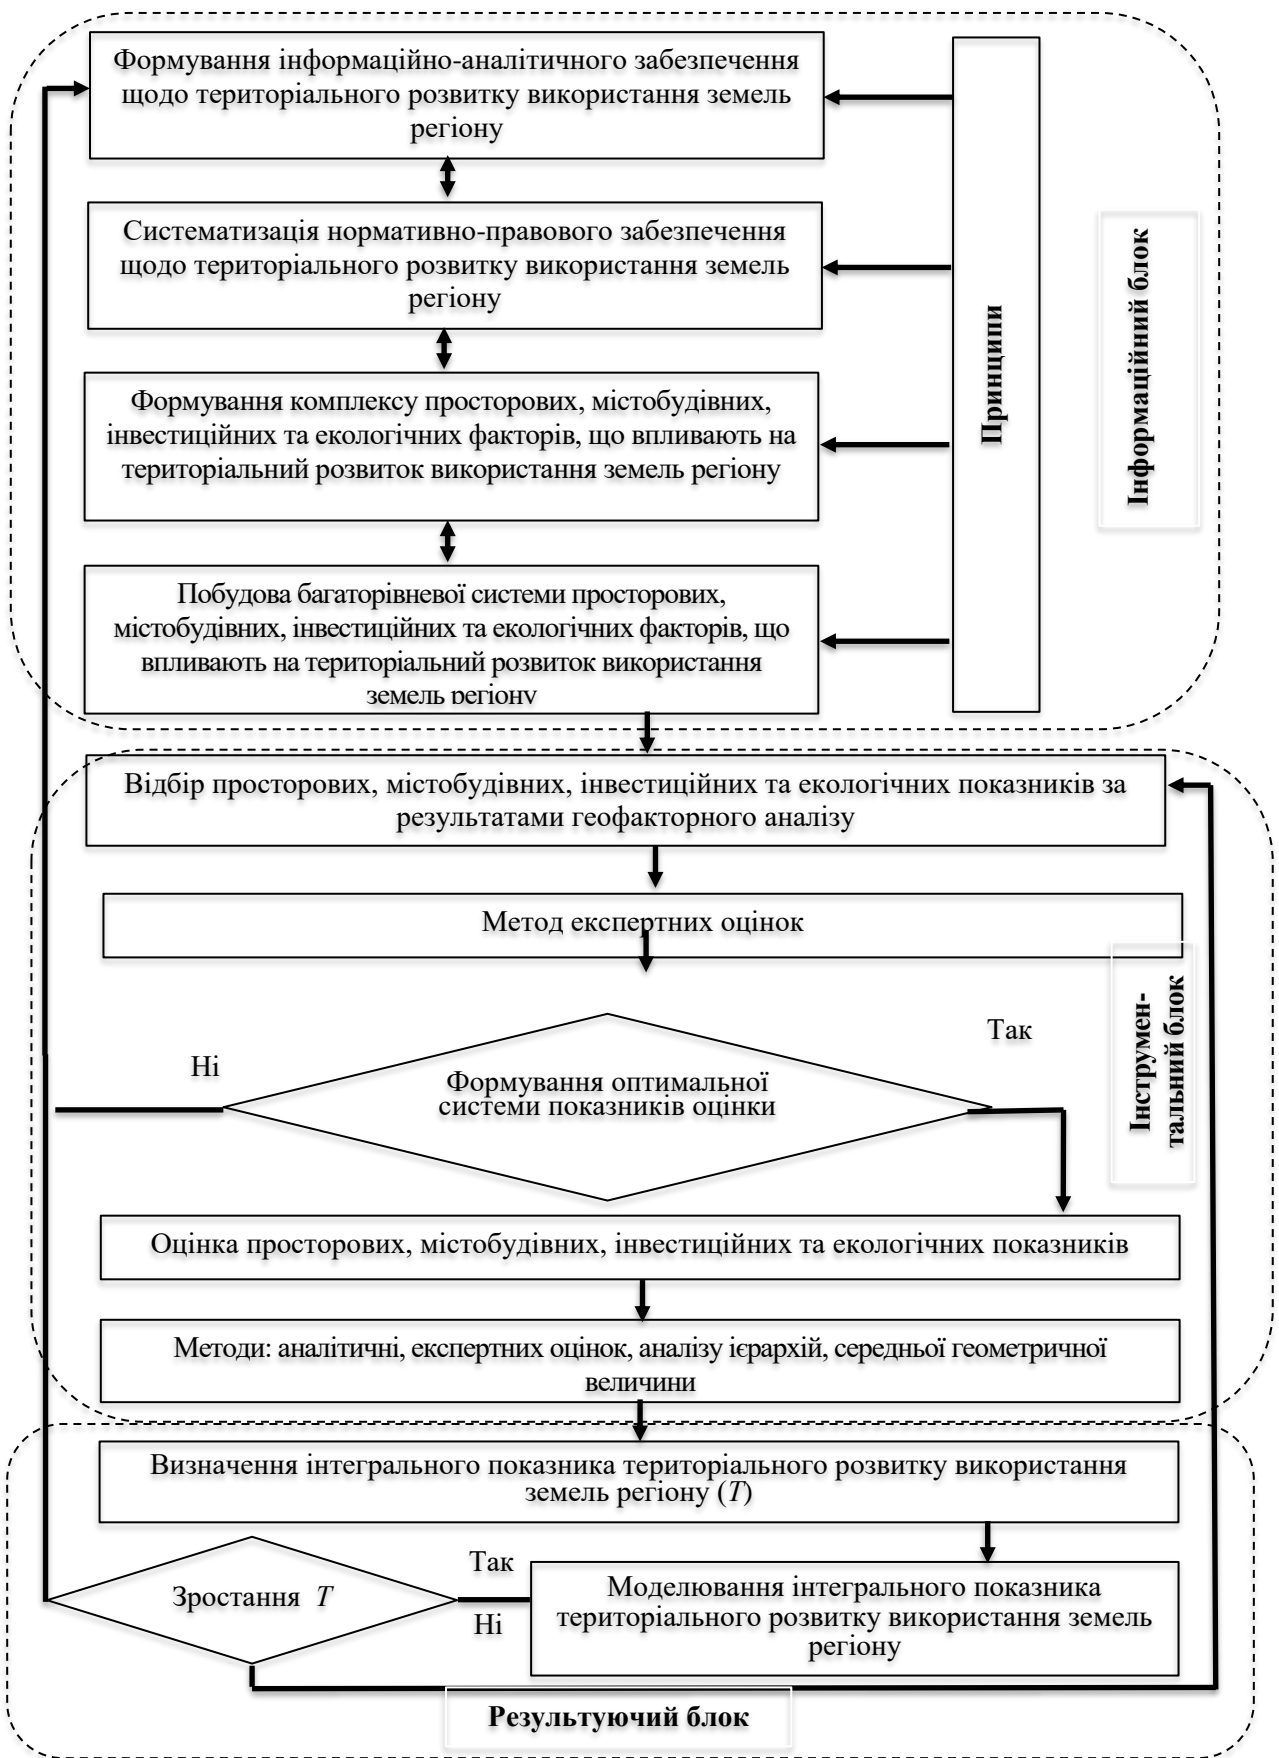 Формування інформаційно-аналітичного забезпечення
щодо територіального розвитку використання земель
регіону
Систематизація нормативно-правового забезпечення
щодо територіального розвитку використання земель
регіону
Формування комплексу просторових, містобудівних,
інвестиційних та екологічних факторів, що впливають на
територіальний розвиток використання земель регіону
Побудова багаторівневої системи просторових,
містобудівних, інвестиційних та екологічних факторів, що
впливають на територіальний розвиток використання
земель регіону
Принципи
Інформаційний блок
Відбір просторових, містобудівних, інвестиційних та екологічних показників за
результатами геофакторного аналізу
Метод експертних оцінок
Ні
Так
Формування оптимальної
системи показників оцінки
Інструмен-
тальний блок
Оцінка просторових, містобудівних, інвестиційних та екологічних показників
Методи: аналітичні, експертних оцінок, аналізу ієрархій, середньої геометричної
величини
Визначення інтегрального показника територіального розвитку використання
земель регіону (Т)
Зростання Т
Так
Ні
Моделювання інтегрального показника
територіального розвитку використання земель
регіону
Результуючий блок